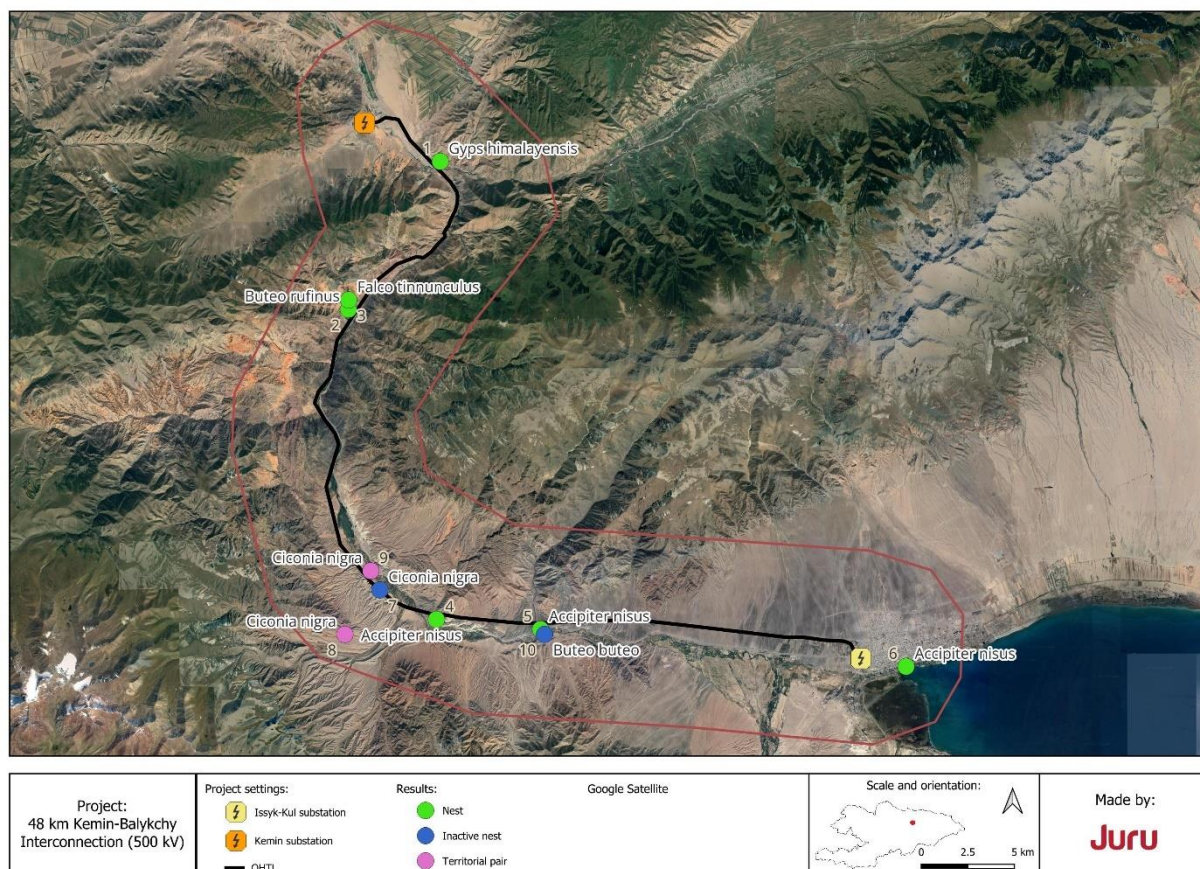 1
Gyps himalayensis
Falco tinnunculus
Buteo rufinus
2
3
9
Ciconia nigra
Ciconia nigra
7
4
5
Accipiter nisus
Ciconia nigra
Accipiter nisus
8
10
Buteo buteo
6
Accipiter nisus
Project:
48 km Kemin-Balykchy
Interconnection (500 kV)
Project settings:
Issyk-Kul substation
Kemin substation
OHTL
Results:
Nest
Inactive nest
Territorial pair
Google Satellite
Scale and orientation:
0 2.5 5 km
Made by:
Juru